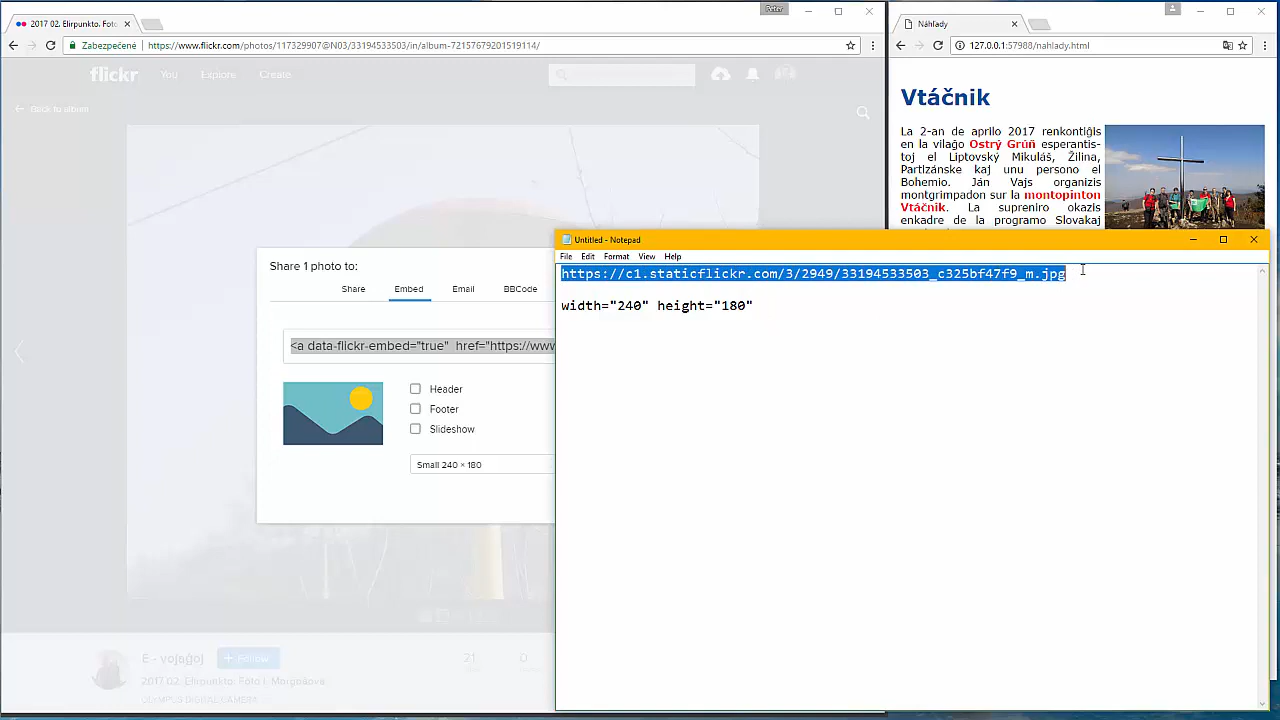 Peter
2017 02. Elirpunkto. Foto
Zabezpečené
https://www.flickr.com/photos/117329907@N03/33194533503/in/album-72157679201519114/
flickr
You
Explore
Create
Back to album
Share 1 photo to:
Share
Embed
Email
BBCode
<a data-flickr-embed="true" href="https://www
Header
Footer
Slideshow
Small 240 × 180
E - vojaĝoj
+ Follow
21
0
2017 02. Elirpunkto. Foto I. Margošova
OLYMPUS DIGITAL CAMERA
Náhľady
127.0.0.1:57988/nahlady.html
Vtáčnik
La 2-an de aprilo 2017 renkontiĝis
en la vilaĝo Ostrý Grúň esperantis-
toj el Liptovský Mikuláš, Žilina,
Partizánske kaj unu persono el
Bohemio. Ján Vajs organizis
montgrimpadon sur la montopinton
Vtáčnik. La supreniro okazis
enkadre de la programo Slovakaj
Untitled - Notepad
File
Edit
Format
View
Help
https://c1.staticflickr.com/3/2949/33194533503_c325bf47f9_m.jpg
width="240" height="180"